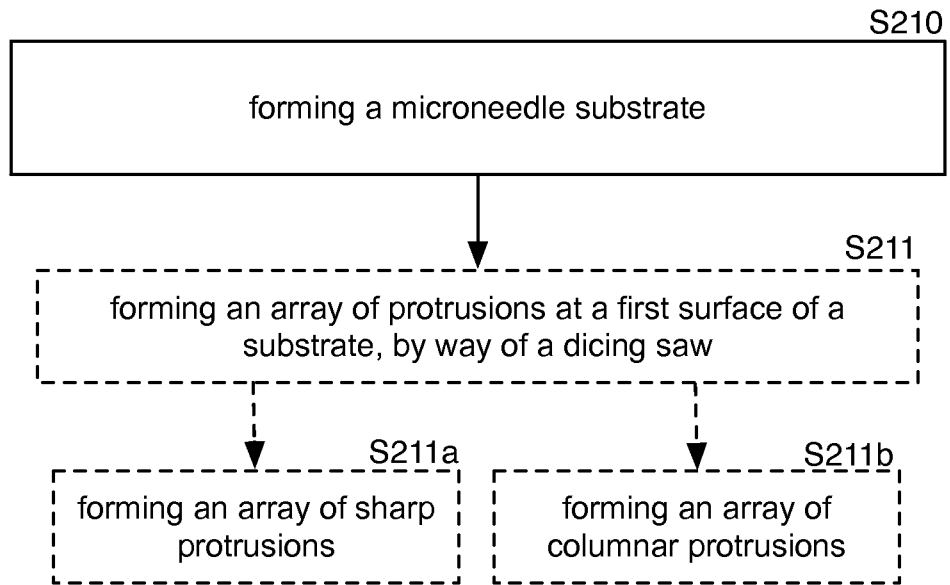 S210
forming a microneedle substrate
S211
forming an array of protrusions at a first surface of a
substrate, by way of a dicing saw
S211a
forming an array of sharp
protrusions
S211b
forming an array of
columnar protrusions